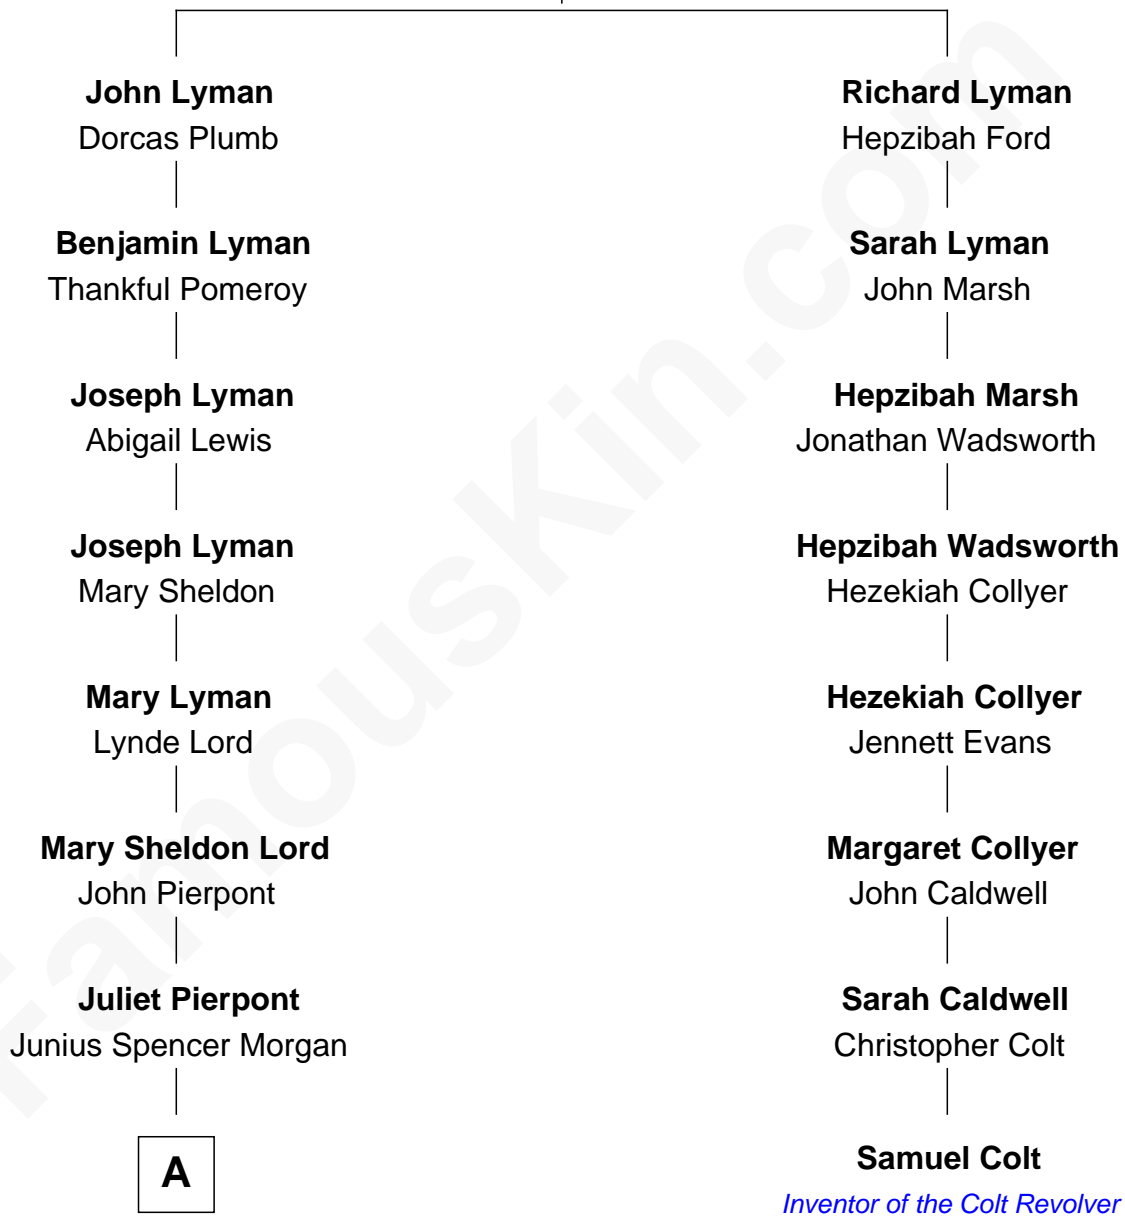 John Lyman
Dorcas Plumb
Benjamin Lyman
Thankful Pomeroy
Joseph Lyman
Abigail Lewis
Joseph Lyman
Mary Sheldon
Mary Lyman
Lynde Lord
Mary Sheldon Lord
John Pierpont
Juliet Pierpont
Junius Spencer Morgan
A
Richard Lyman
Hepzibah Ford
Sarah Lyman
John Marsh
Hepzibah Marsh
Jonathan Wadsworth
Hepzibah Wadsworth
Hezekiah Collyer
Hezekiah Collyer
Jennett Evans
Margaret Collyer
John Caldwell
Sarah Caldwell
Christopher Colt
Samuel Colt
Inventor of the Colt Revolver
FamousKin.com